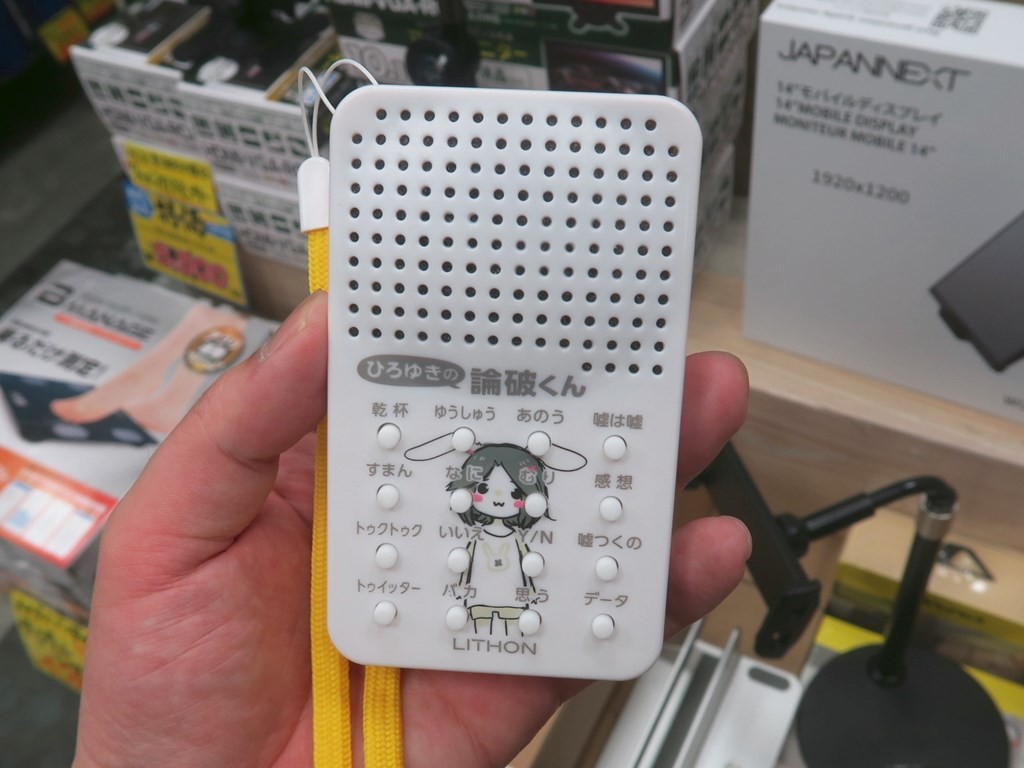 JAPANNEXT
14"モバイルディスプレイ
14"MOBILE DISPLAY
MONITEUR MOBILE 14"
1920x1200
ひろゆきの
論破くん
乾杯 ゆうしゅう あのう 嘘は嘘
すまん なに むり 感想
トゥクトゥク いいえ Y/N 嘘つくの
トゥイッター バカ 思う データ
LITHON